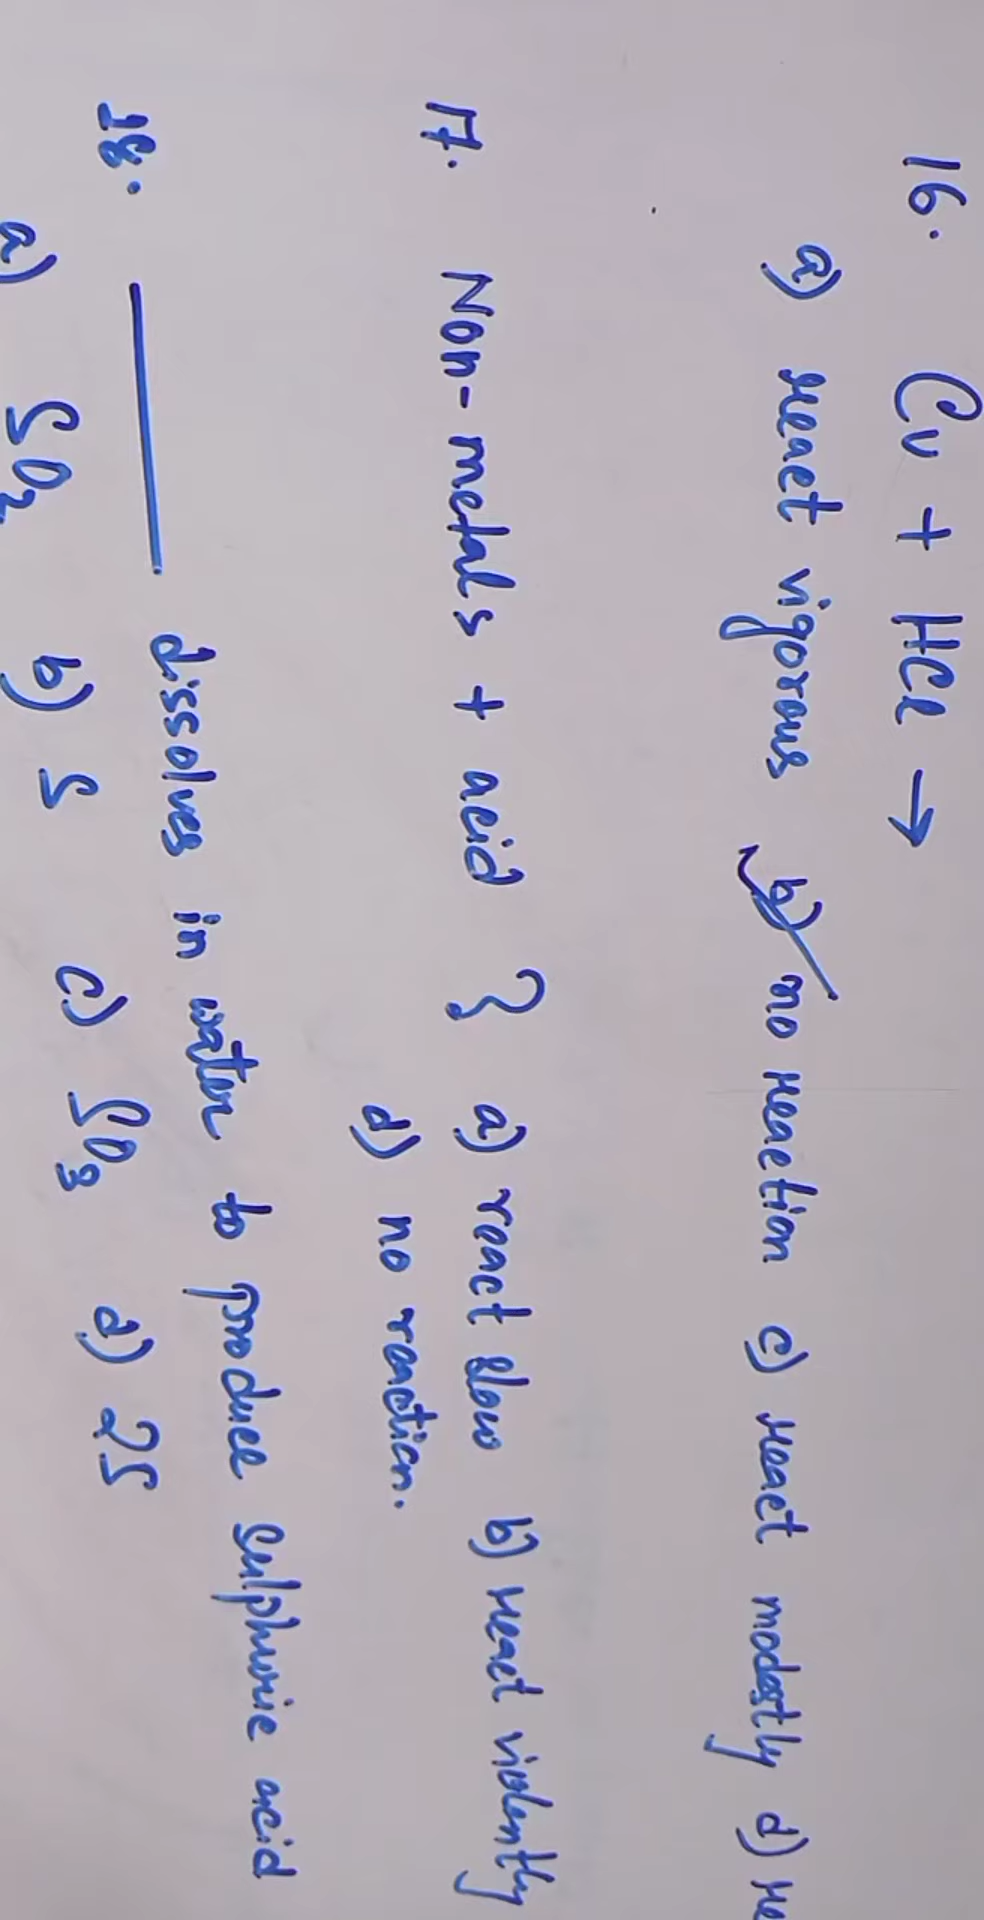 16. Cu + HCl →
a) react vigorous b) no reaction c) react modestly d) re
17. Non-metals + acid } a) react slow b) react violently
d) no reaction.
18. ______ dissolves in water to produce sulphuric acid
a) SO2 b) S c) SO3 d) 2S